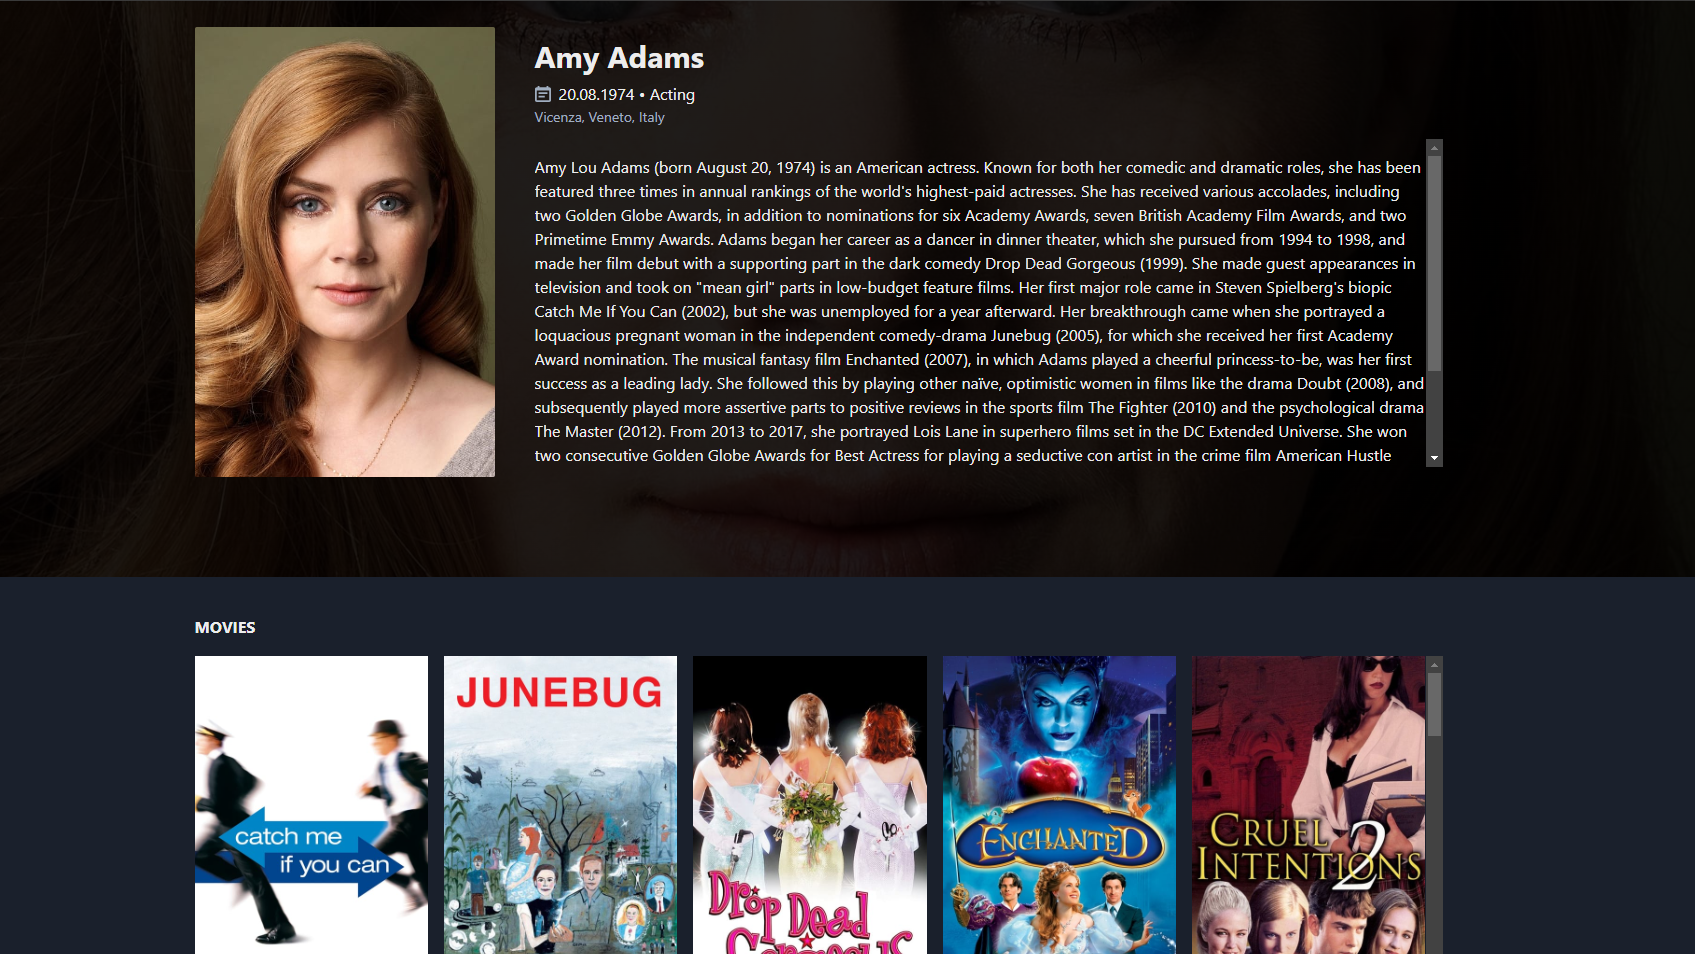 Amy Adams
20.08.1974 • Acting
Vicenza, Veneto, Italy
Amy Lou Adams (born August 20, 1974) is an American actress. Known for both her comedic and dramatic roles, she has been
featured three times in annual rankings of the world's highest-paid actresses. She has received various accolades, including
two Golden Globe Awards, in addition to nominations for six Academy Awards, seven British Academy Film Awards, and two
Primetime Emmy Awards. Adams began her career as a dancer in dinner theater, which she pursued from 1994 to 1998, and
made her film debut with a supporting part in the dark comedy Drop Dead Gorgeous (1999). She made guest appearances in
television and took on "mean girl" parts in low-budget feature films. Her first major role came in Steven Spielberg's biopic
Catch Me If You Can (2002), but she was unemployed for a year afterward. Her breakthrough came when she portrayed a
loquacious pregnant woman in the independent comedy-drama Junebug (2005), for which she received her first Academy
Award nomination. The musical fantasy film Enchanted (2007), in which Adams played a cheerful princess-to-be, was her first
success as a leading lady. She followed this by playing other naïve, optimistic women in films like the drama Doubt (2008), and
subsequently played more assertive parts to positive reviews in the sports film The Fighter (2010) and the psychological drama
The Master (2012). From 2013 to 2017, she portrayed Lois Lane in superhero films set in the DC Extended Universe. She won
two consecutive Golden Globe Awards for Best Actress for playing a seductive con artist in the crime film American Hustle
MOVIES
catch me
if you can
JUNEBUG
Drop Dead
Gorgeous
ENCHANTED
CRUEL
INTENTIONS
2